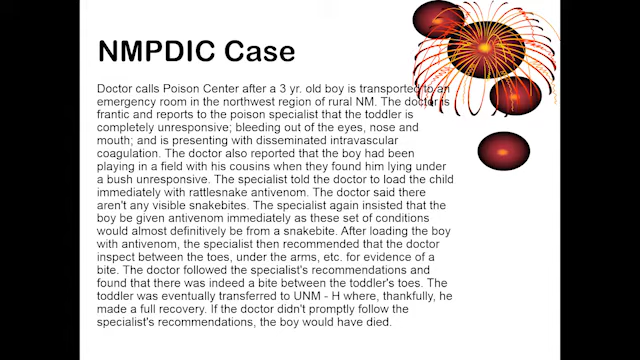 NMPDIC Case
Doctor calls Poison Center after a 3 yr. old boy is transported to an
emergency room in the northwest region of rural NM. The doctor is
frantic and reports to the poison specialist that the toddler is
completely unresponsive; bleeding out of the eyes, nose and
mouth; and is presenting with disseminated intravascular
coagulation. The doctor also reported that the boy had been
playing in a field with his cousins when they found him lying under
a bush unresponsive. The specialist told the doctor to load the child
immediately with rattlesnake antivenom. The doctor said there
aren't any visible snakebites. The specialist again insisted that the
boy be given antivenom immediately as these set of conditions
would almost definitively be from a snakebite. After loading the boy
with antivenom, the specialist then recommended that the doctor
inspect between the toes, under the arms, etc. for evidence of a
bite. The doctor followed the specialist's recommendations and
found that there was indeed a bite between the toddler's toes. The
toddler was eventually transferred to UNM - H where, thankfully, he
made a full recovery. If the doctor didn't promptly follow the
specialist's recommendations, the boy would have died.